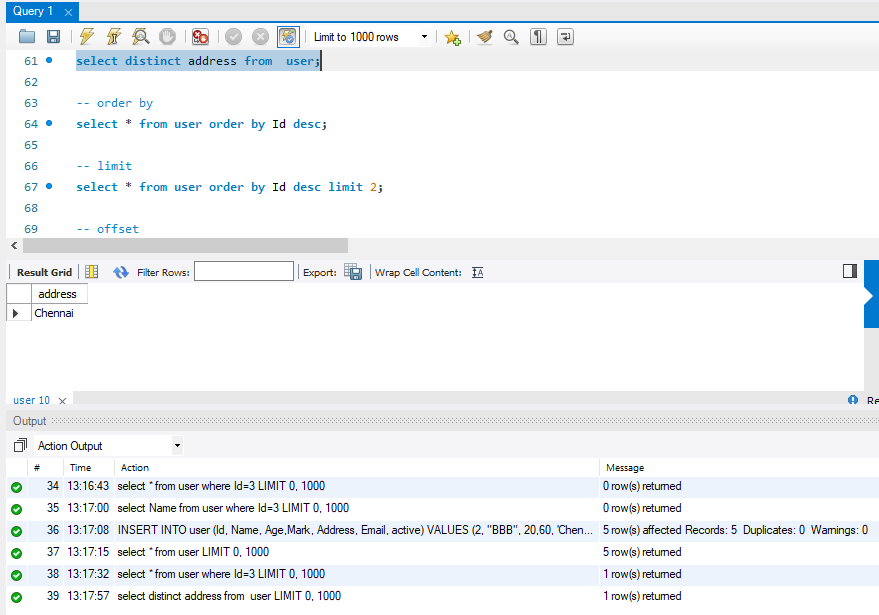 Query 1
Limit to 1000 rows
61 select distinct address from  user;
62
63 -- order by
64 select * from user order by Id desc;
65
66 -- limit
67 select * from user order by Id desc limit 2;
68
69 -- offset
Result Grid Filter Rows: Export: Wrap Cell Content:
address
Chennai
user 10 Re
Output
Action Output
# Time Action Message
34 13:16:43 select * from user where Id=3 LIMIT 0, 1000 0 row(s) returned
35 13:17:00 select Name from user where Id=3 LIMIT 0, 1000 0 row(s) returned
36 13:17:08 INSERT INTO user (Id, Name, Age,Mark, Address, Email, active) VALUES (2, "BBB", 20,60, 'Chen... 5 row(s) affected Records: 5  Duplicates: 0  Warnings: 0
37 13:17:15 select * from user LIMIT 0, 1000 5 row(s) returned
38 13:17:32 select * from user where Id=3 LIMIT 0, 1000 1 row(s) returned
39 13:17:57 select distinct address from  user LIMIT 0, 1000 1 row(s) returned